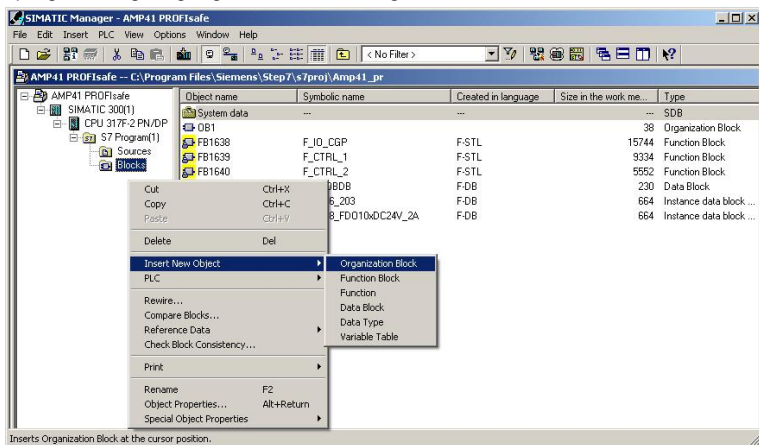 SIMATIC Manager - AMP41 PROFIsafe
File Edit Insert PLC View Options Window Help
< No Filter >
AMP41 PROFIsafe -- C:\Program Files\Siemens\Step7\s7proj\Amp41_pr
AMP41 PROFIsafe
SIMATIC 300(1)
CPU 317F-2 PN/DP
S7 Program(1)
Sources
Blocks
Object name Symbolic name Created in language Size in the work me... Type
System data --- --- --- SDB
OB1 38 Organization Block
FB1638 F_IO_CGP F-STL 15744 Function Block
FB1639 F_CTRL_1 F-STL 9334 Function Block
FB1640 F_CTRL_2 F-STL 5552 Function Block
F-DB 230 Data Block
F-DB 664 Instance data block ...
8_FDO10xDC24V_2A F-DB 664 Instance data block ...
Cut Ctrl+X
Copy Ctrl+C
Paste Ctrl+V
Delete Del
Insert New Object
PLC
Rewire...
Compare Blocks...
Reference Data
Check Block Consistency...
Print
Rename F2
Object Properties... Alt+Return
Special Object Properties
Organization Block
Function Block
Function
Data Block
Data Type
Variable Table
Inserts Organization Block at the cursor position.